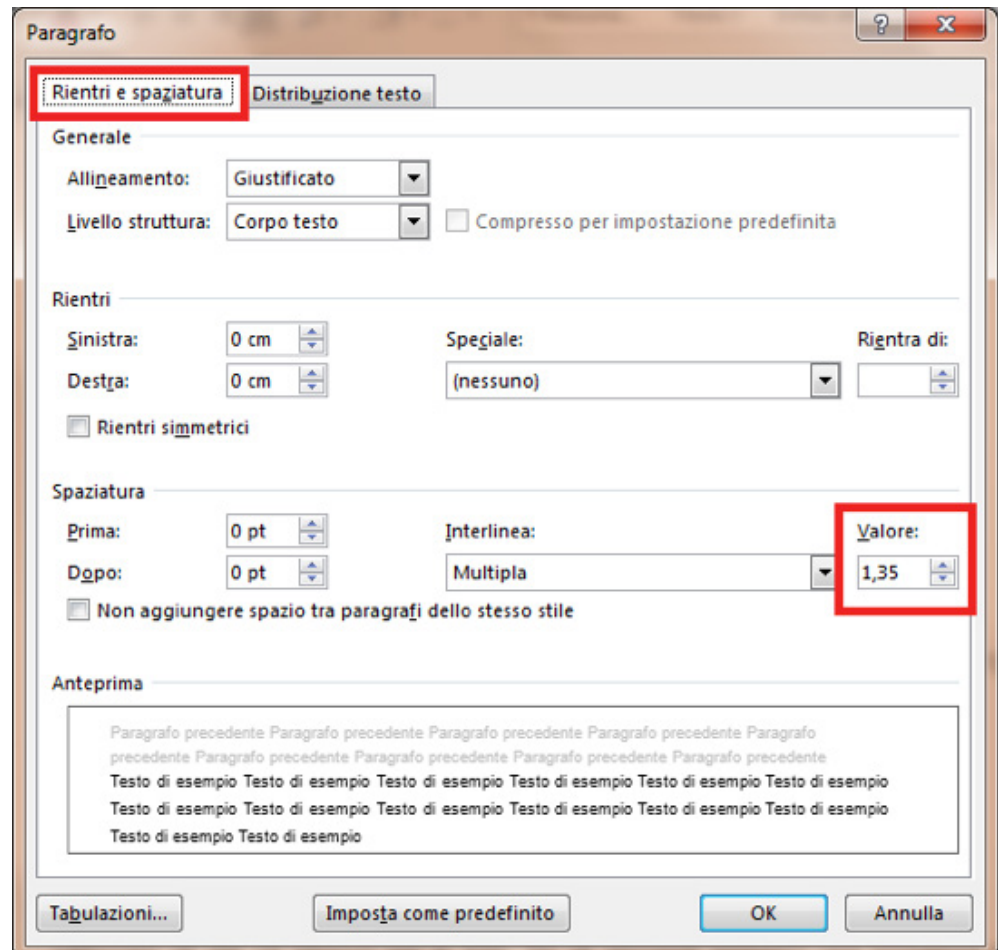 Paragrafo
Rientri e spaziatura Distribuzione testo
Generale
Allineamento: Giustificato
Livello struttura: Corpo testo Compresso per impostazione predefinita
Rientri
Sinistra: 0 cm Speciale: Rientra di:
Destra: 0 cm (nessuno)
Rientri simmetrici
Spaziatura
Prima: 0 pt Interlinea: Valore:
Dopo: 0 pt Multipla 1,35
Non aggiungere spazio tra paragrafi dello stesso stile
Anteprima
Paragrafo precedente Paragrafo precedente Paragrafo precedente Paragrafo precedente Paragrafo
precedente Paragrafo precedente Paragrafo precedente Paragrafo precedente Paragrafo precedente
Testo di esempio Testo di esempio Testo di esempio Testo di esempio Testo di esempio Testo di esempio
Testo di esempio Testo di esempio Testo di esempio Testo di esempio Testo di esempio Testo di esempio
Testo di esempio Testo di esempio
Tabulazioni... Imposta come predefinito OK Annulla